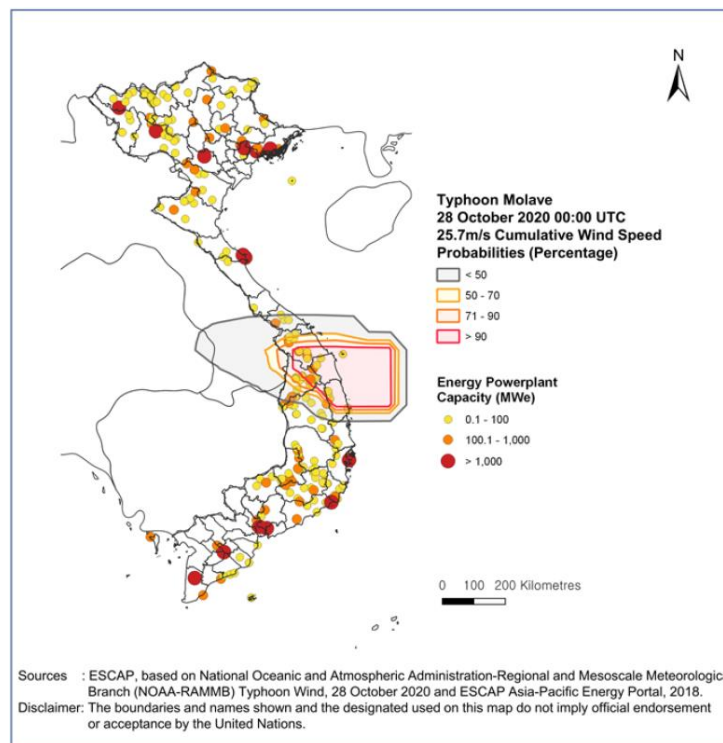 N
Typhoon Molave
28 October 2020 00:00 UTC
25.7m/s Cumulative Wind Speed
Probabilities (Percentage)
< 50
50 - 70
71 - 90
> 90
Energy Powerplant
Capacity (MWe)
0.1 - 100
100.1 - 1,000
> 1,000
0 100 200 Kilometres
Sources : ESCAP, based on National Oceanic and Atmospheric Administration-Regional and Mesoscale Meteorologic
Branch (NOAA-RAMMB) Typhoon Wind, 28 October 2020 and ESCAP Asia-Pacific Energy Portal, 2018.
Disclaimer: The boundaries and names shown and the designated used on this map do not imply official endorsement
or acceptance by the United Nations.